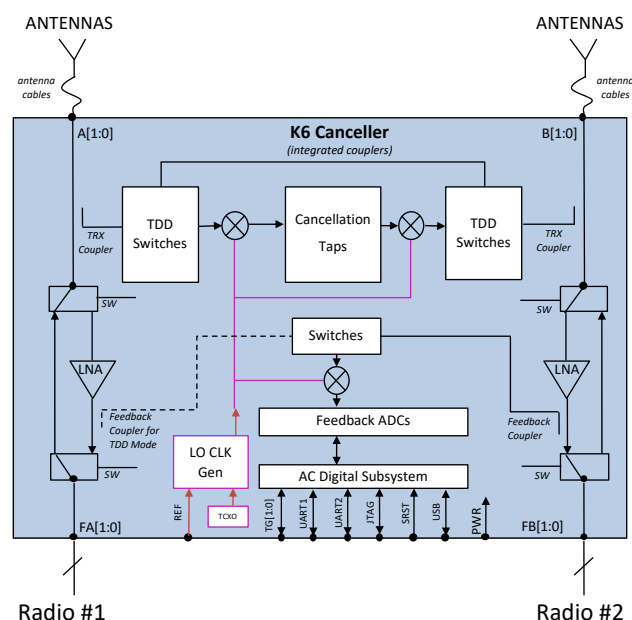 ANTENNAS
ANTENNAS
antenna
cables
antenna
cables
A[1:0]
K6 Canceller
B[1:0]
(integrated couplers)
TDD
Switches
Cancellation
Taps
TDD
Switches
TRX
Coupler
TRX
Coupler
SW
SW
Switches
LNA
LNA
Feedback
Coupler for
TDD Mode
Feedback
Coupler
Feedback ADCs
LO CLK
Gen
AC Digital Subsystem
SW
SW
TCXO
REF
TG[1:0]
UART1
UART2
JTAG
SRST
USB
PWR
FA[1:0]
FB[1:0]
Radio #1
Radio #2